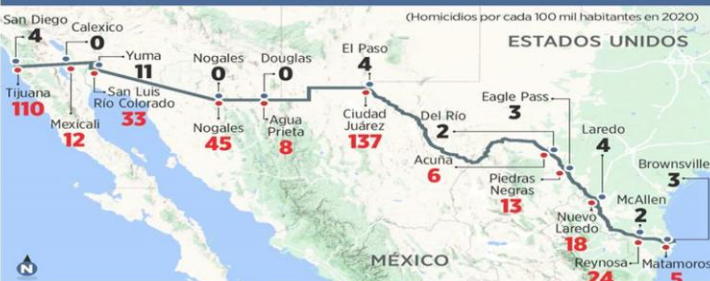 (Homicidios por cada 100 mil habitantes en 2020)
ESTADOS UNIDOS
San Diego
4
Calexico
0
Yuma
11
Nogales
0
Douglas
0
El Paso
4
Del Río
2
Eagle Pass
3
Laredo
4
McAllen
2
Brownsville
3
Tijuana
110
Mexicali
12
San Luis
Río Colorado
33
Nogales
45
Agua
Prieta
8
Ciudad
Juárez
137
Acuña
6
Piedras
Negras
13
Nuevo
Laredo
18
Reynosa
24
Matamoros
5
MÉXICO
N